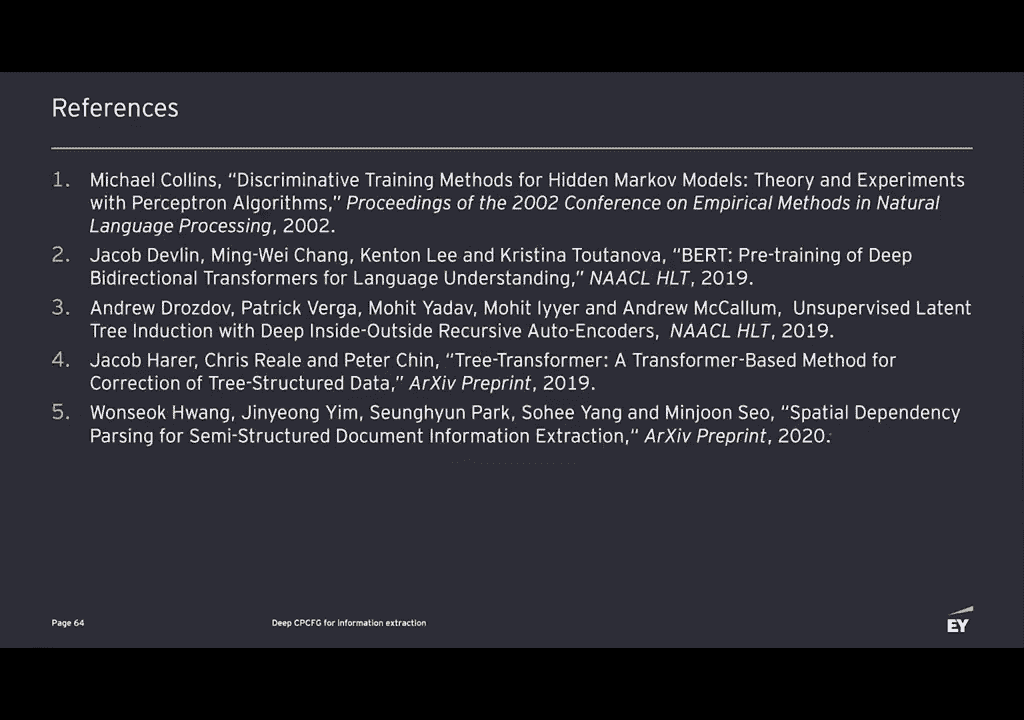 References
1. Michael Collins, “Discriminative Training Methods for Hidden Markov Models: Theory and Experiments
with Perceptron Algorithms,” Proceedings of the 2002 Conference on Empirical Methods in Natural
Language Processing, 2002.
2. Jacob Devlin, Ming-Wei Chang, Kenton Lee and Kristina Toutanova, “BERT: Pre-training of Deep
Bidirectional Transformers for Language Understanding,” NAACL HLT, 2019.
3. Andrew Drozdov, Patrick Verga, Mohit Yadav, Mohit Iyyer and Andrew McCallum, Unsupervised Latent
Tree Induction with Deep Inside-Outside Recursive Auto-Encoders, NAACL HLT, 2019.
4. Jacob Harer, Chris Reale and Peter Chin, “Tree-Transformer: A Transformer-Based Method for
Correction of Tree-Structured Data,” ArXiv Preprint, 2019.
5. Wonseok Hwang, Jinyeong Yim, Seunghyun Park, Sohee Yang and Minjoon Seo, “Spatial Dependency
Parsing for Semi-Structured Document Information Extraction,“ ArXiv Preprint, 2020.
Page 64 Deep CPCFG for information extraction
EY